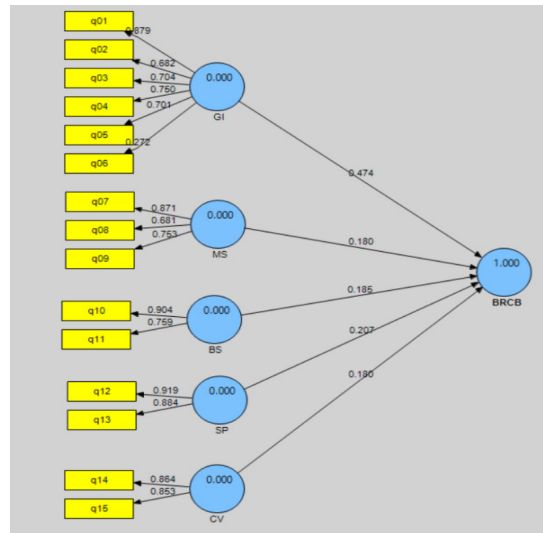 q01
0.879
q02
0.682
q03
0.704
0.000
q04
0.750
GI
q05
0.701
q06
0.272
0.474
q07
0.871
0.000
q08
0.681
q09
0.753
MS
0.180
1.000
BRCB
q10
0.904
0.000
q11
0.759
BS
0.185
q12
0.919
0.000
q13
0.884
SP
0.207
0.180
q14
0.864
0.000
q15
0.853
CV